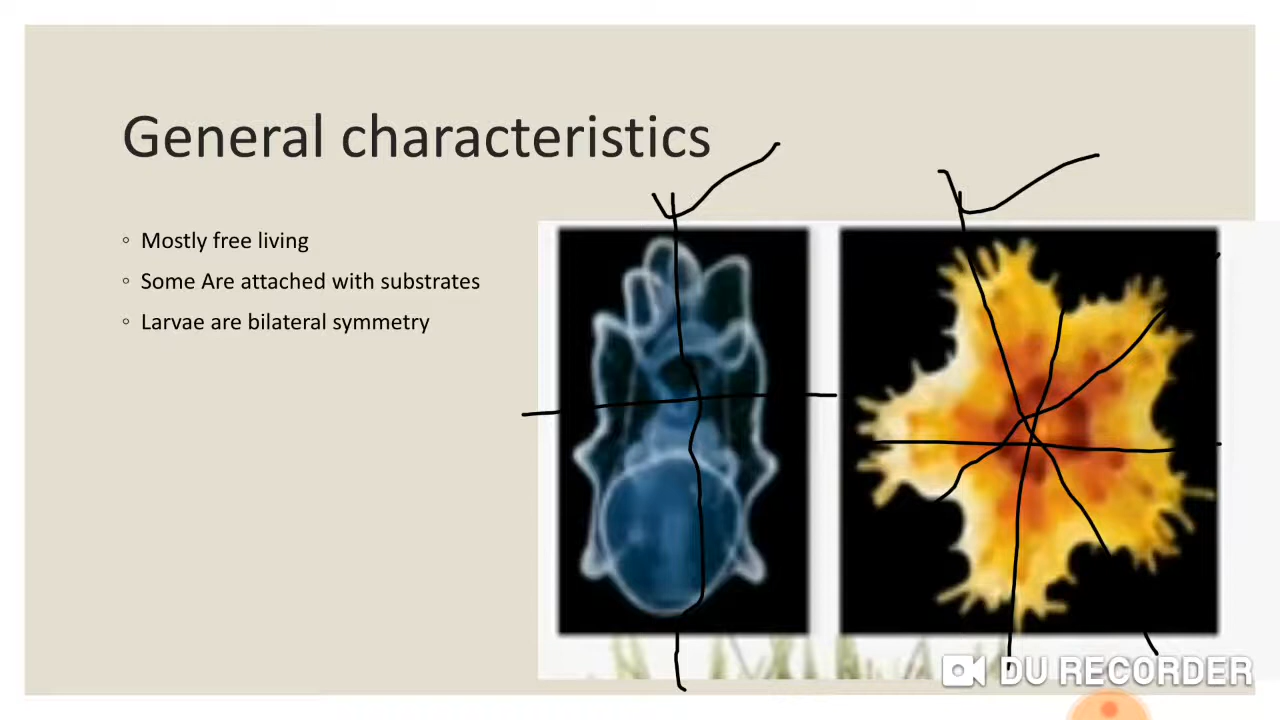 General characteristics
Mostly free living
Some Are attached with substrates
Larvae are bilateral symmetry
DU RECORDER